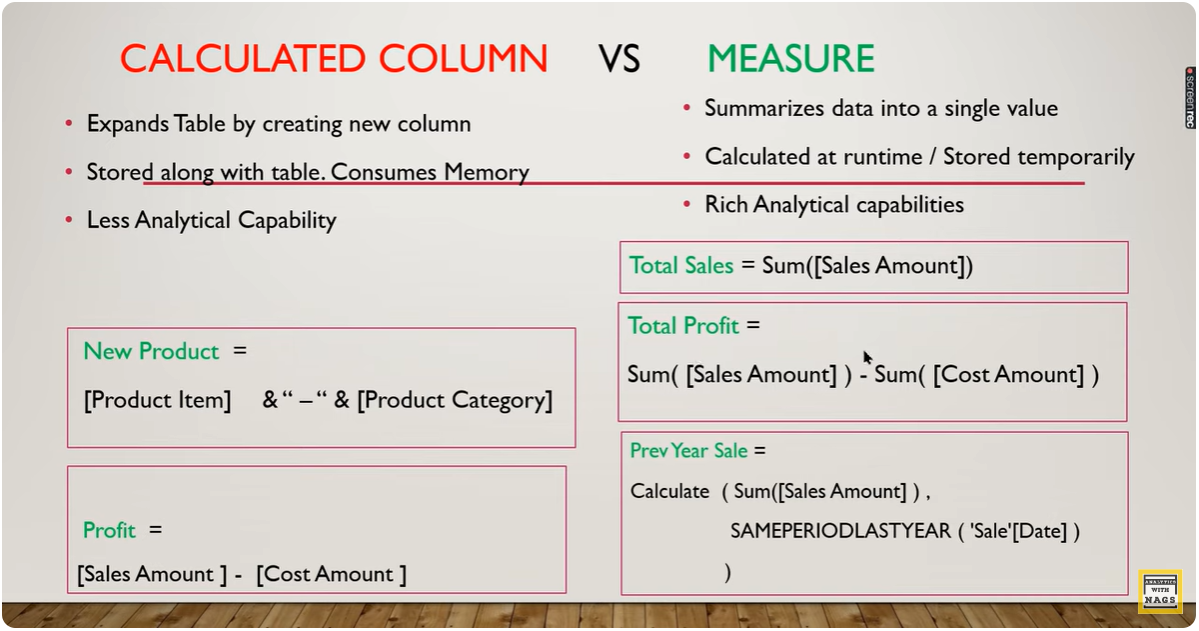 CALCULATED COLUMN VS MEASURE
• Expands Table by creating new column
• Stored along with table. Consumes Memory
• Less Analytical Capability
• Summarizes data into a single value
• Calculated at runtime / Stored temporarily
• Rich Analytical capabilities
New Product =
[Product Item] & “ – “ & [Product Category]
Profit =
[Sales Amount ] - [Cost Amount ]
Total Sales = Sum([Sales Amount])
Total Profit =
Sum( [Sales Amount] ) - Sum( [Cost Amount] )
Prev Year Sale =
Calculate ( Sum([Sales Amount] ) ,
SAMEPERIODLASTYEAR ( 'Sale'[Date] )
)
screenrec
ANALYTICS
WITH
NAGS